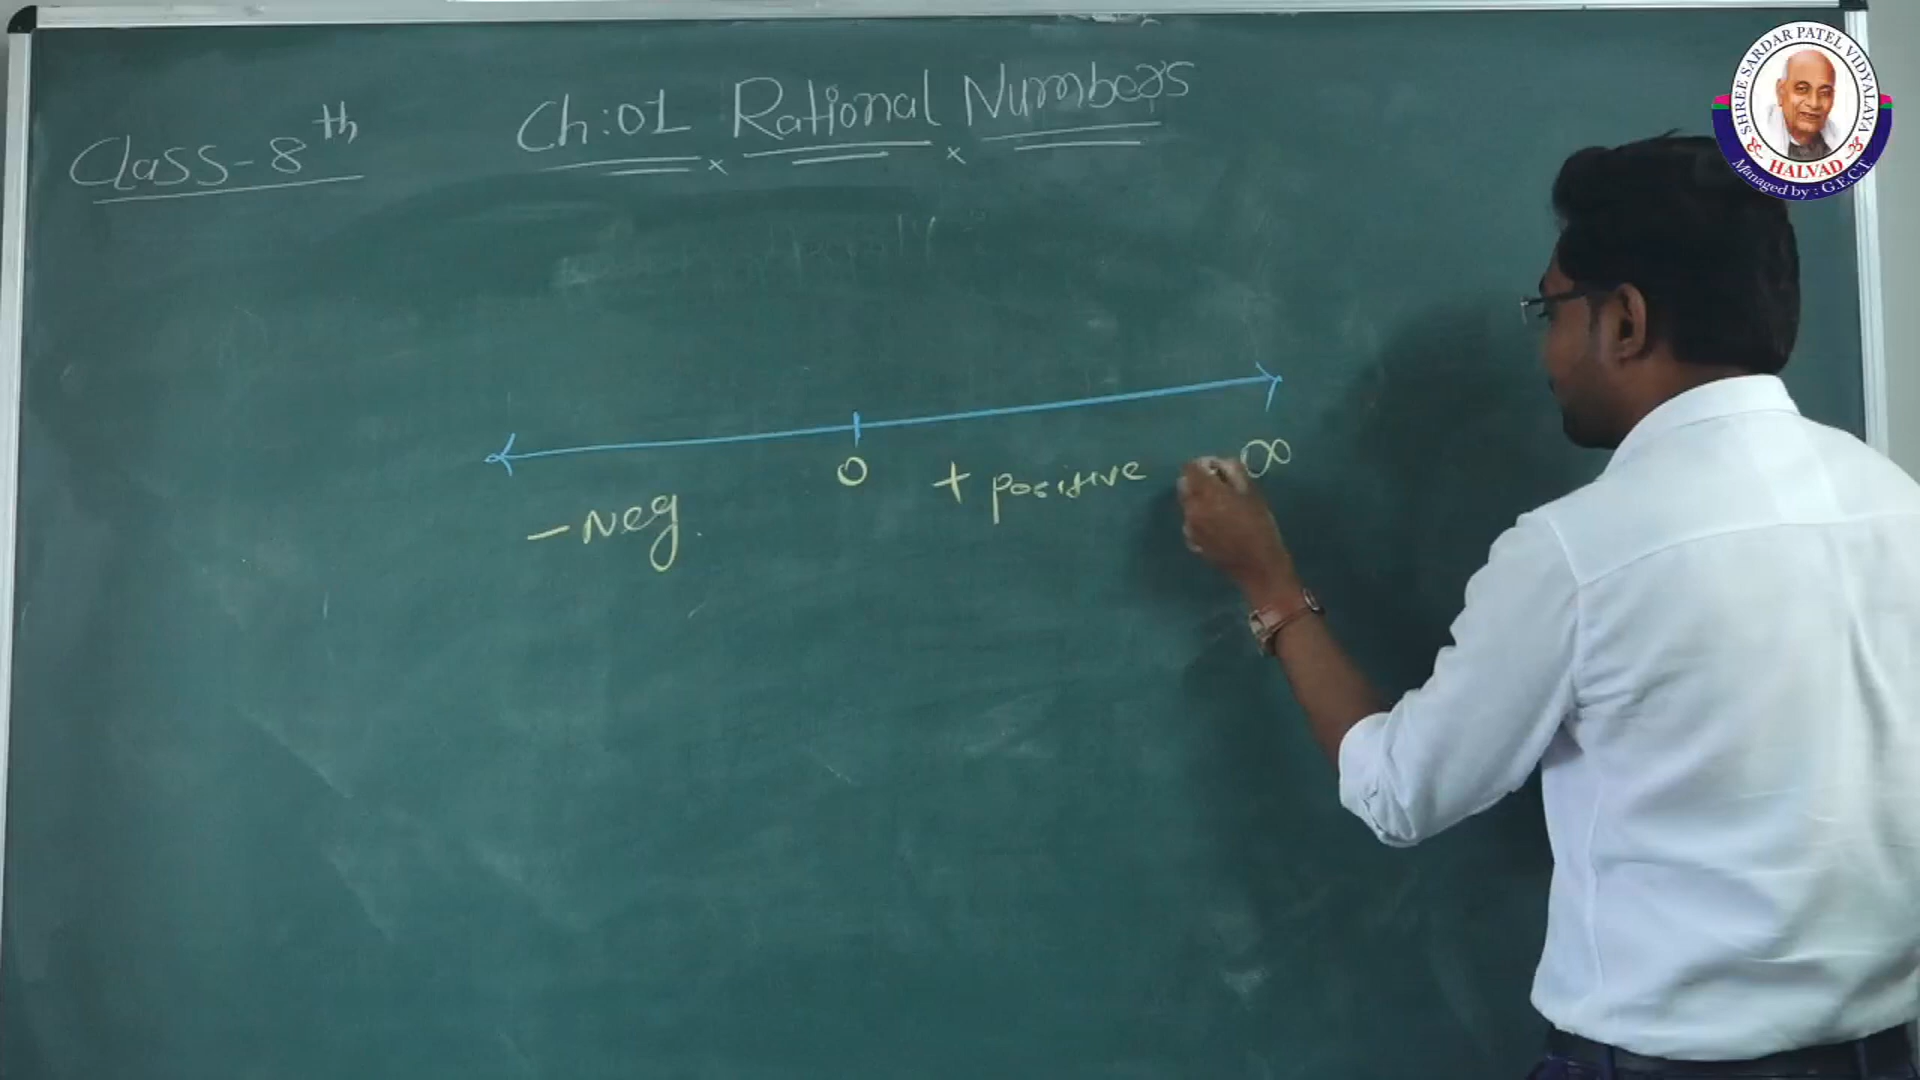 Class-8th
Ch:01 Rational Numbers
0 + positive ∞
- Neg.
SHREE SARDAR PATEL VIDYALAYA
HALVAD
Managed by : G.E.C.T.